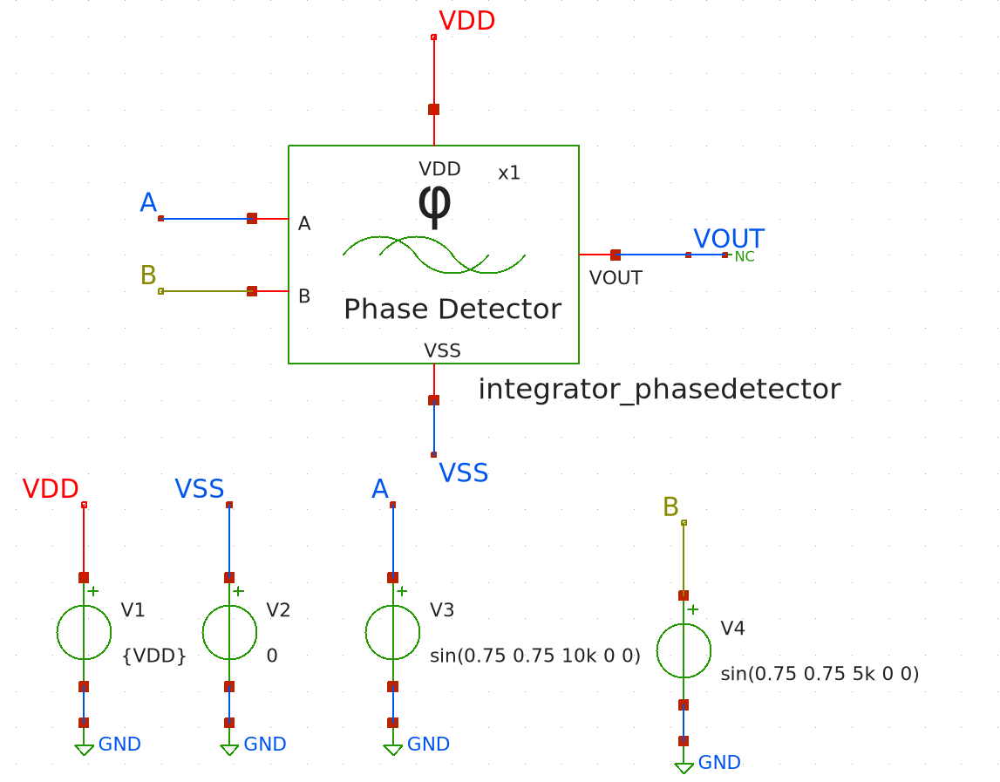 VDD
VDD
x1
φ
A
A
B
B
VOUT
NC
VOUT
Phase Detector
VSS
integrator_phasedetector
VSS
VDD
+
V1
{VDD}
GND
VSS
+
V2
0
GND
A
+
V3
sin(0.75 0.75 10k 0 0)
GND
B
+
V4
sin(0.75 0.75 5k 0 0)
GND